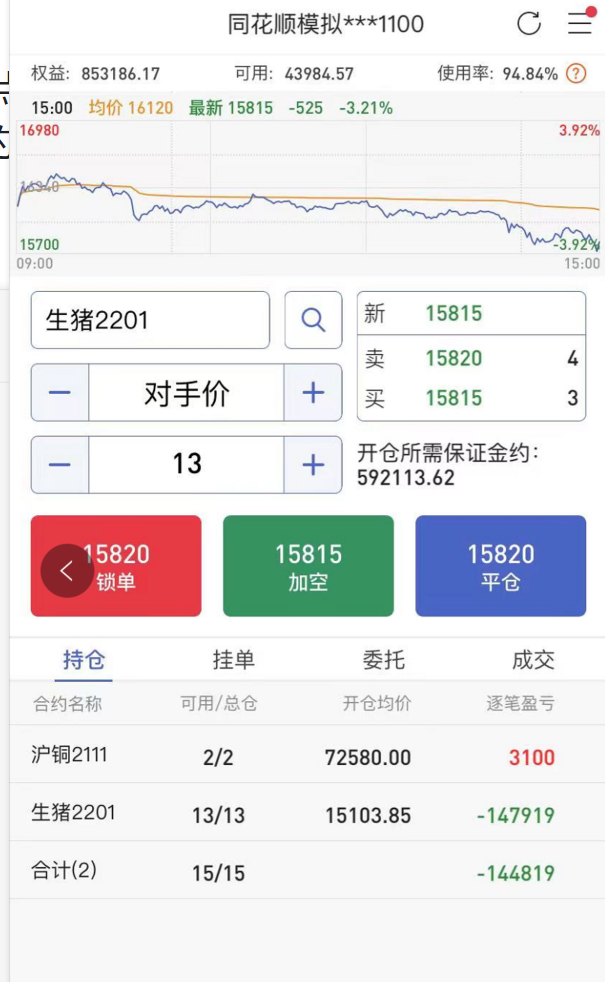 同花顺模拟***1100
权益: 853186.17 可用: 43984.57 使用率: 94.84% ?
15:00 均价 16120 最新 15815 -525 -3.21%
16980 3.92%
16340
15700 -3.92%
09:00 15:00
生猪2201
新 15815
卖 15820 4
对手价
买 15815 3
13
开仓所需保证金约:
592113.62
15820 15815 15820
锁单 加空 平仓
持仓 挂单 委托 成交
合约名称 可用/总仓 开仓均价 逐笔盈亏
沪铜2111 2/2 72580.00 3100
生猪2201 13/13 15103.85 -147919
合计(2) 15/15 -144819